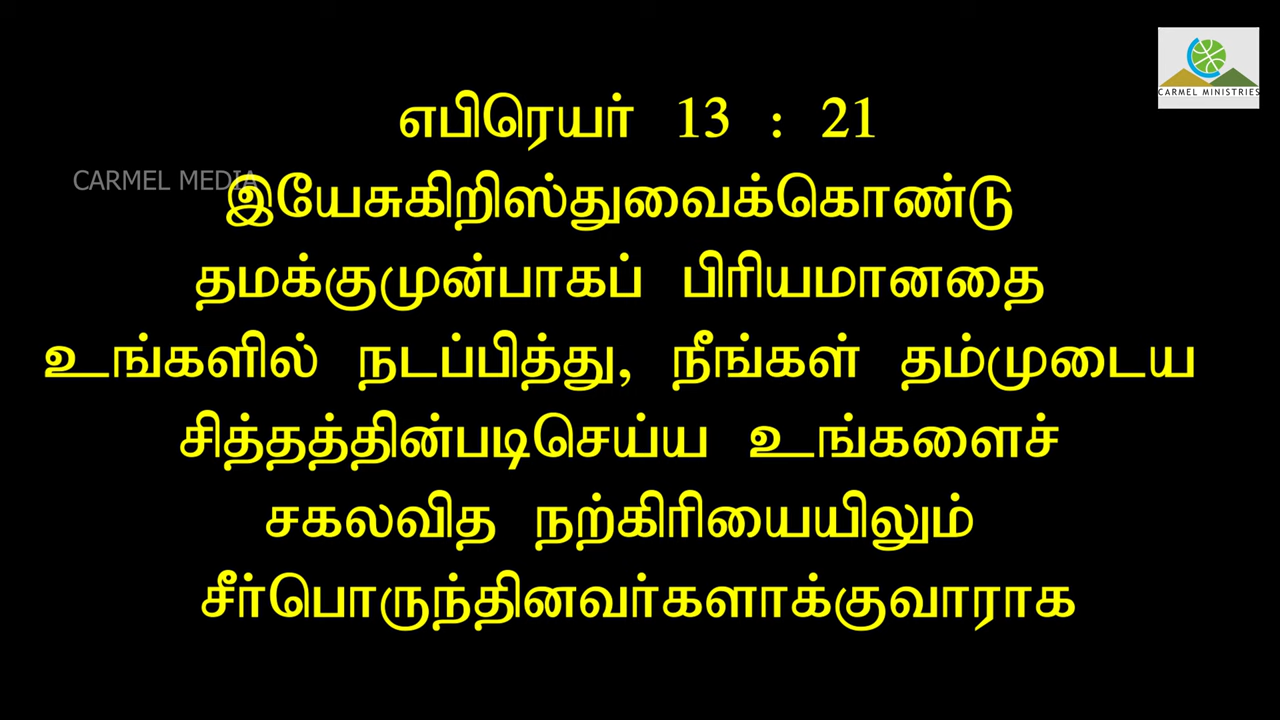 CARMEL MINISTRIES
எபிரெயர் 13 : 21
CARMEL MEDIA
இயேசுகிறிஸ்துவைக்கொண்டு
தமக்குமுன்பாகப் பிரியமானதை
உங்களில் நடப்பித்து, நீங்கள் தம்முடைய
சித்தத்தின்படிசெய்ய உங்களைச்
சகலவித நற்கிரியையிலும்
சீர்பொருந்தினவர்களாக்குவாராக